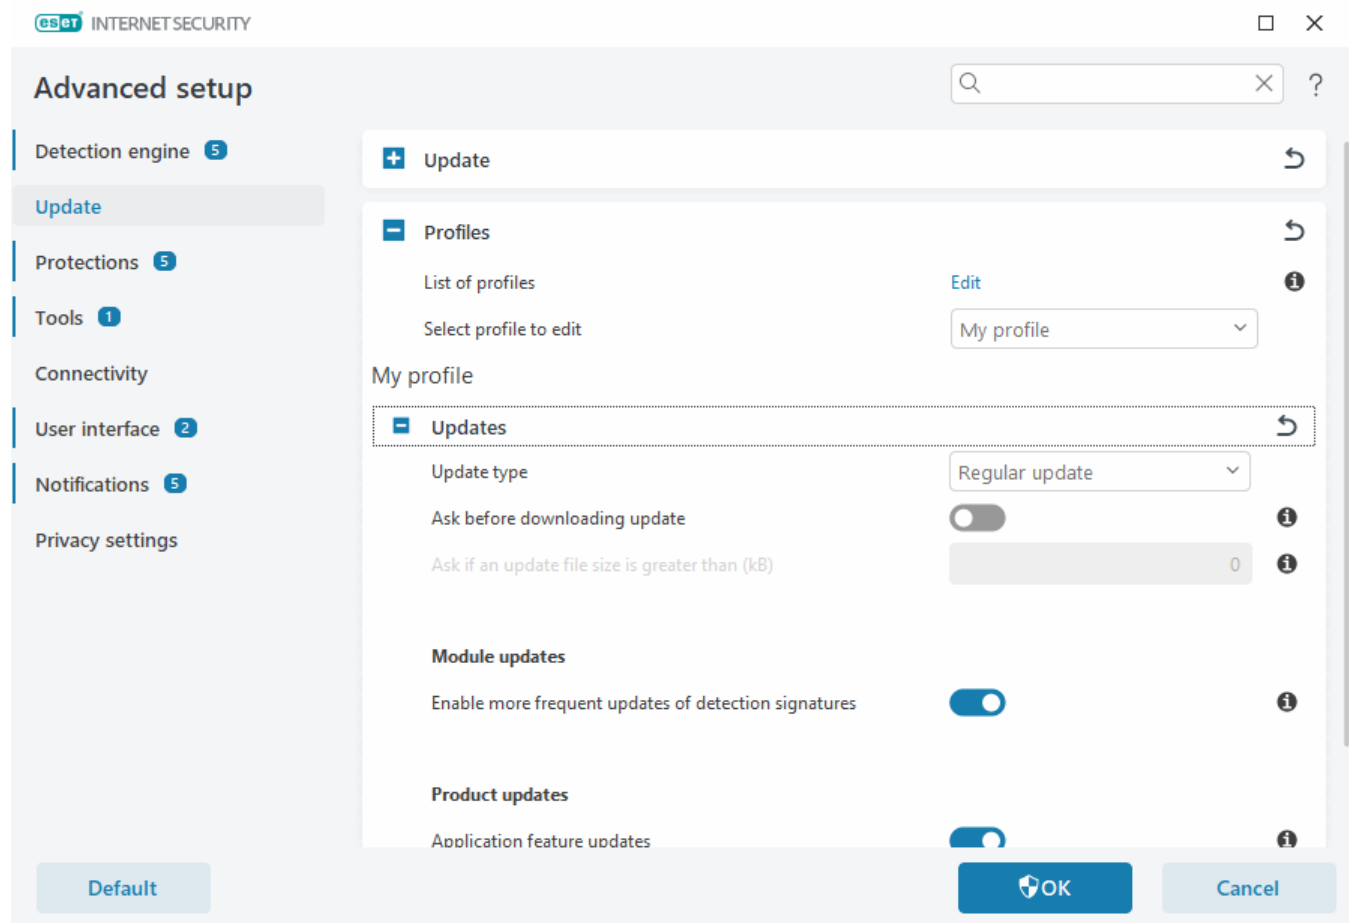 eset INTERNET SECURITY
Advanced setup
?
Detection engine 5
Update
Protections 5
Tools 1
Connectivity
User interface 2
Notifications 5
Privacy settings
Update
Profiles
List of profiles Edit
Select profile to edit My profile
My profile
Updates
Update type Regular update
Ask before downloading update
Ask if an update file size is greater than (kB) 0
Module updates
Enable more frequent updates of detection signatures
Product updates
Application feature updates
Default OK Cancel